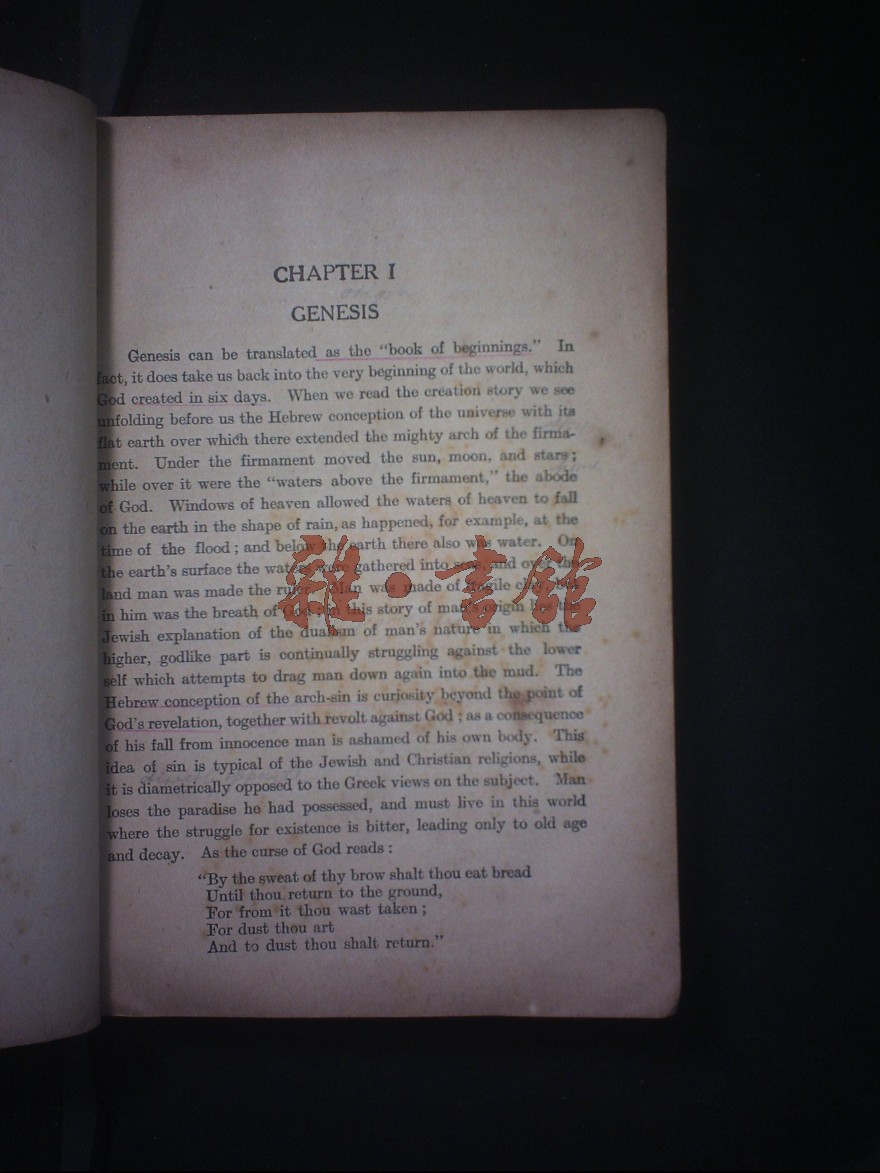 CHAPTER I
GENESIS
Genesis can be translated as the “book of beginnings.” In
fact, it does take us back into the very beginning of the world, which
God created in six days. When we read the creation story we see
unfolding before us the Hebrew conception of the universe with its
flat earth over which there extended the mighty arch of the firma-
ment. Under the firmament moved the sun, moon, and stars;
while over it were the “waters above the firmament,” the abode
of God. Windows of heaven allowed the waters of heaven to fall
on the earth in the shape of rain, as happened, for example, at the
time of the flood; and below the earth there also was water. On
the earth's surface the waters were gathered into seas, and over the
land man was made the ruler. Man was made of fragile clay, but
in him was the breath of God; in this story of man's origin lies the
Jewish explanation of the dualism of man's nature in which the
higher, godlike part is continually struggling against the lower
self which attempts to drag man down again into the mud. The
Hebrew conception of the arch-sin is curiosity beyond the point of
God's revelation, together with revolt against God; as a consequence
of his fall from innocence man is ashamed of his own body. This
idea of sin is typical of the Jewish and Christian religions, while
it is diametrically opposed to the Greek views on the subject. Man
loses the paradise he had possessed, and must live in this world
where the struggle for existence is bitter, leading only to old age
and decay. As the curse of God reads:
“By the sweat of thy brow shalt thou eat bread
Until thou return to the ground,
For from it thou wast taken;
For dust thou art
And to dust thou shalt return.”
雜·書館